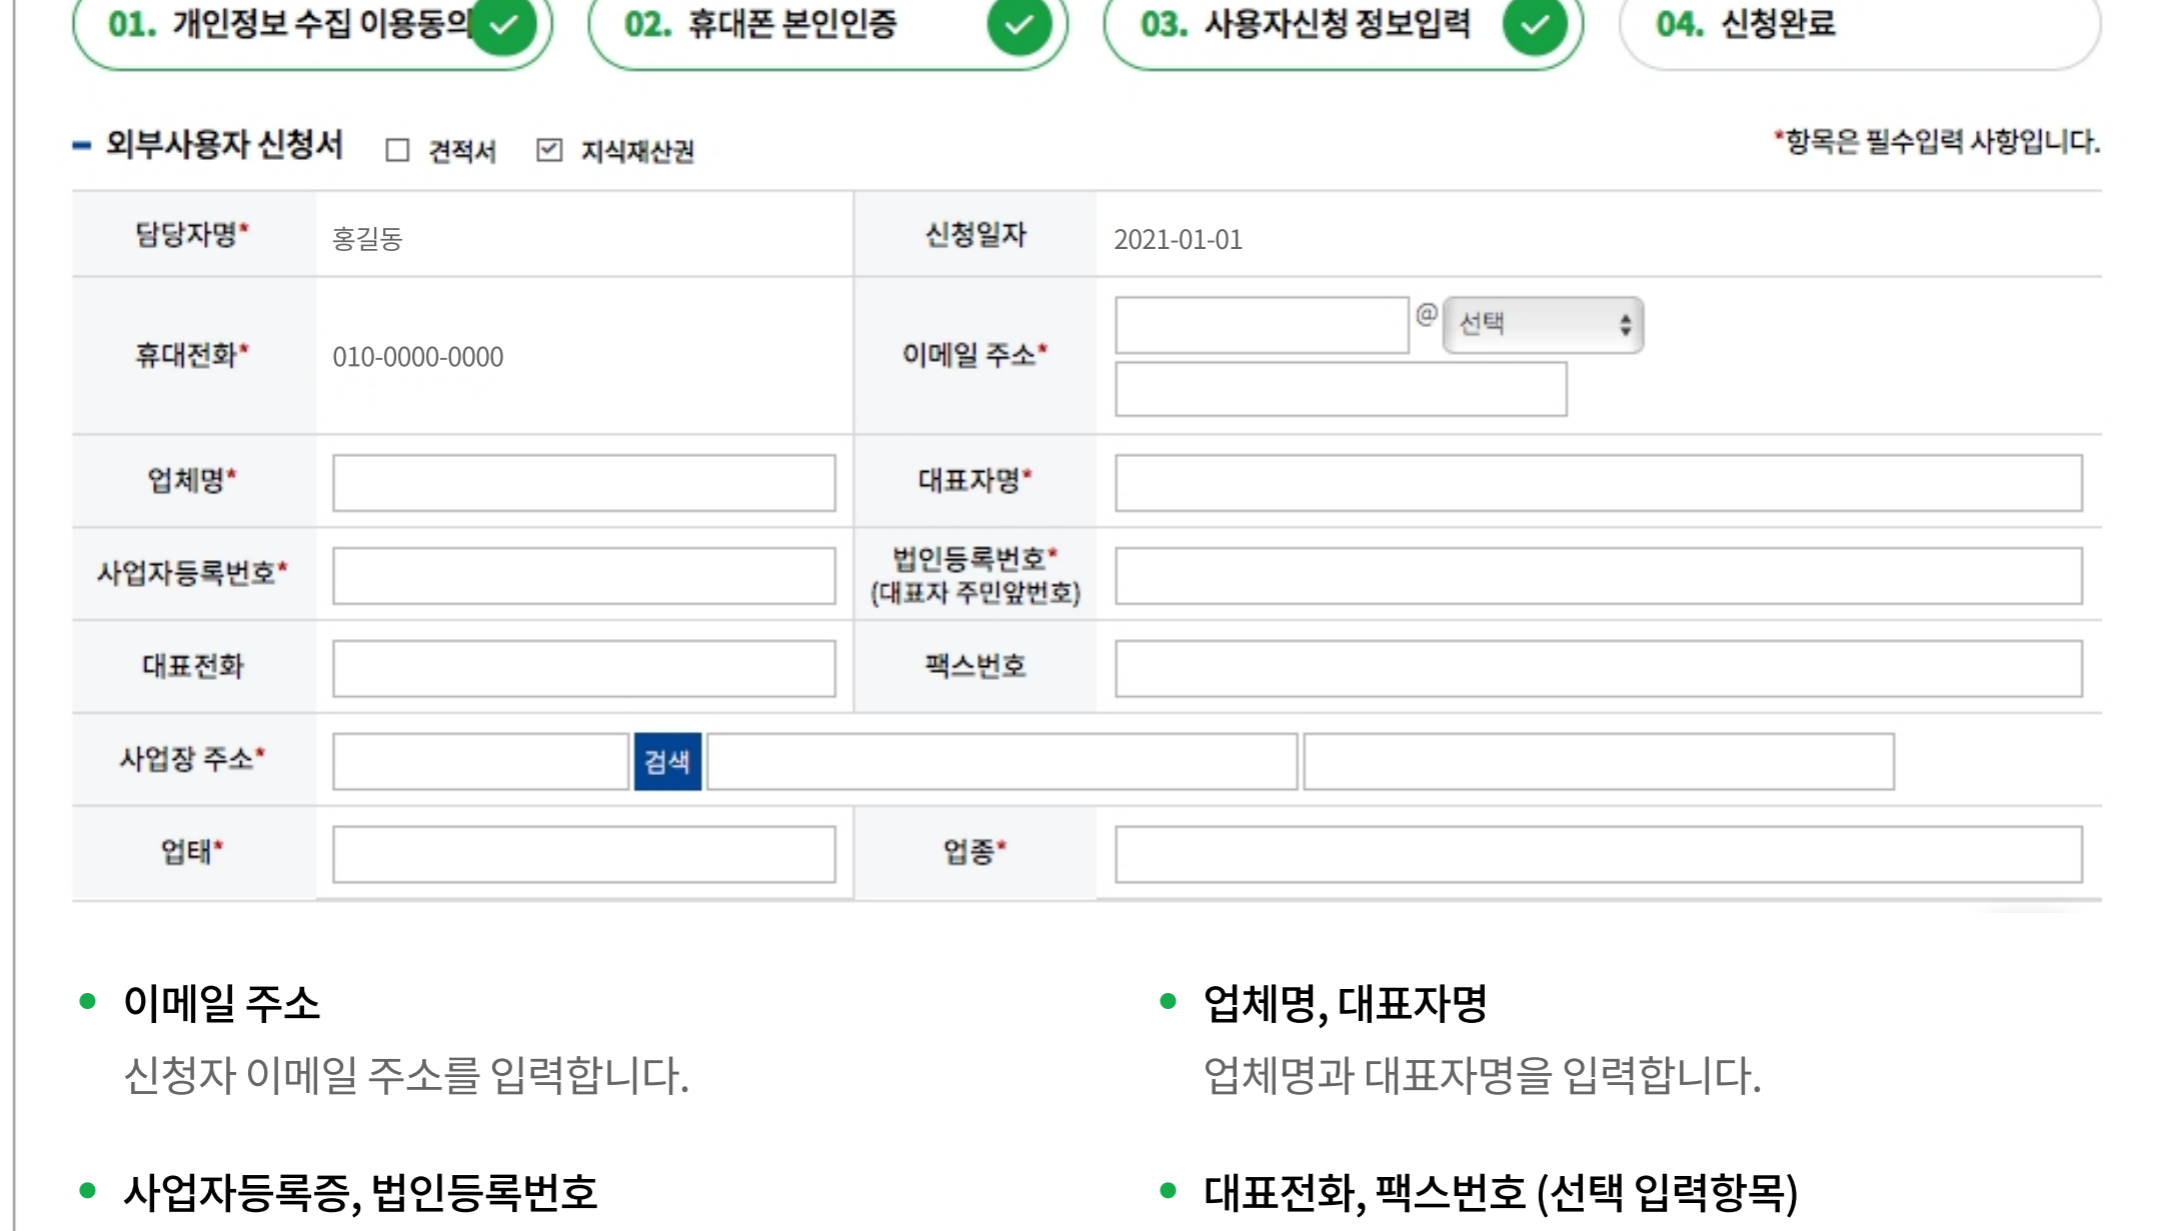 01. 개인정보 수집 이용동의 02. 휴대폰 본인인증 03. 사용자신청 정보입력 04. 신청완료
외부사용자 신청서 견적서 지식재산권 *항목은 필수입력 사항입니다.
담당자명* 홍길동 신청일자 2021-01-01
휴대전화* 010-0000-0000 이메일 주소* @ 선택
업체명* 대표자명*
사업자등록번호* 법인등록번호*
(대표자 주민앞번호)
대표전화 팩스번호
사업장 주소* 검색
업태* 업종*
이메일 주소
신청자 이메일 주소를 입력합니다.
업체명, 대표자명
업체명과 대표자명을 입력합니다.
사업자등록증, 법인등록번호
대표전화, 팩스번호 (선택 입력항목)